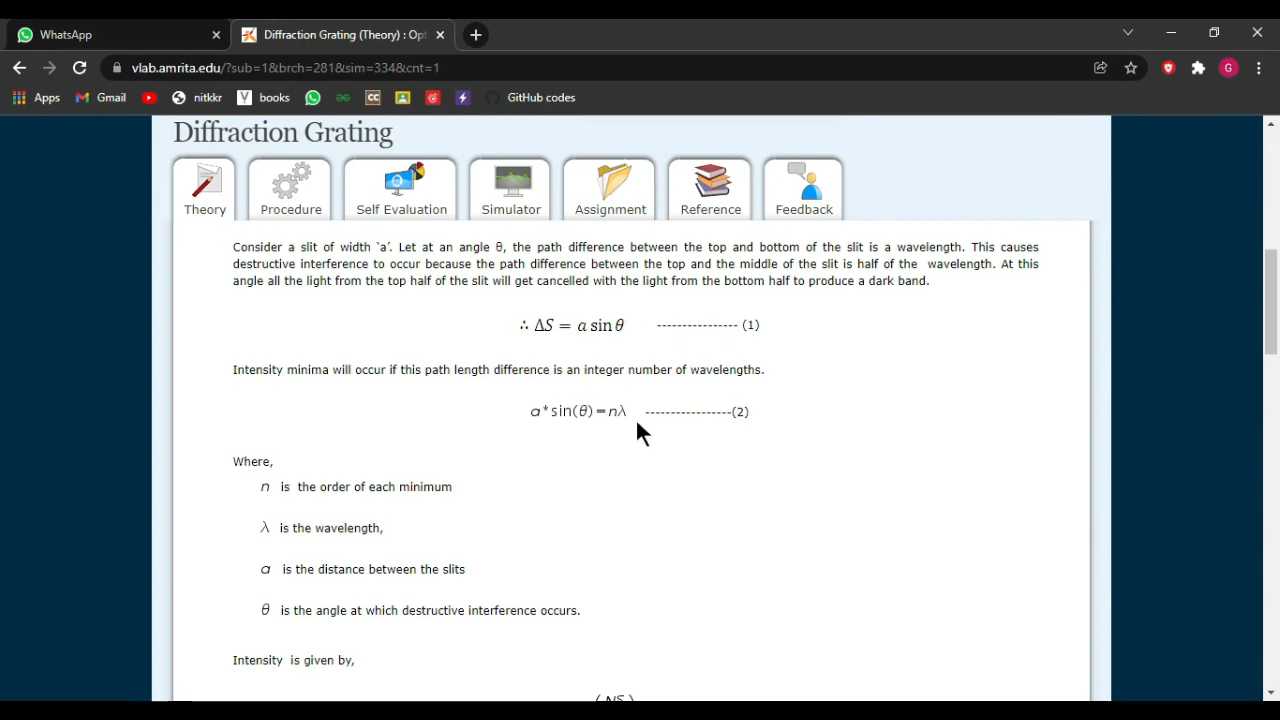 WhatsApp
Diffraction Grating (Theory) : Opt
vlab.amrita.edu/?sub=1&brch=281&sim=334&cnt=1
G
Apps Gmail nitkkr books CC GitHub codes
Diffraction Grating
Theory Procedure Self Evaluation Simulator Assignment Reference Feedback
Consider a slit of width 'a'. Let at an angle θ, the path difference between the top and bottom of the slit is a wavelength. This causes
destructive interference to occur because the path difference between the top and the middle of the slit is half of the wavelength. At this
angle all the light from the top half of the slit will get cancelled with the light from the bottom half to produce a dark band.
∴ ΔS = a sin θ ---------------- (1)
Intensity minima will occur if this path length difference is an integer number of wavelengths.
a*sin(θ)=nλ -----------------(2)
Where,
n is the order of each minimum
λ is the wavelength,
a is the distance between the slits
θ is the angle at which destructive interference occurs.
Intensity is given by,